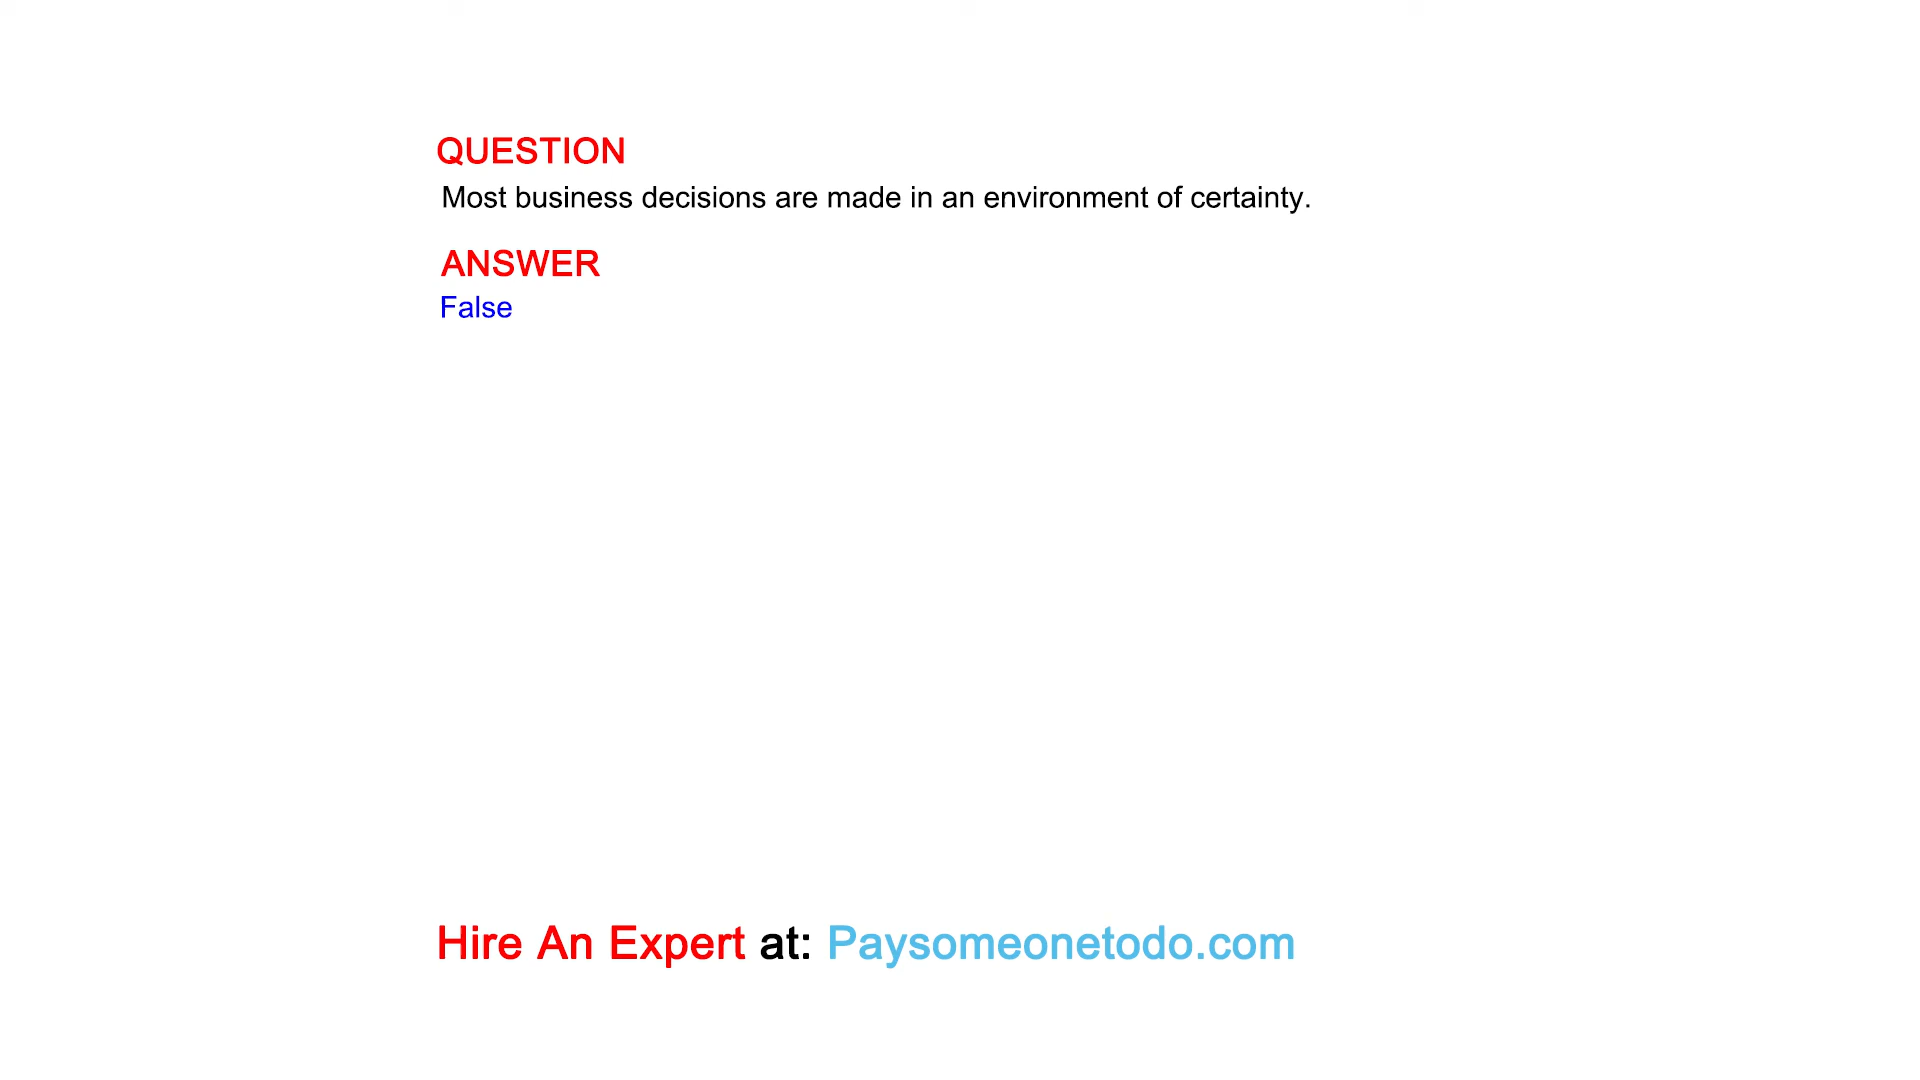 QUESTION
Most business decisions are made in an environment of certainty.
ANSWER
False
Hire An Expert at: Paysomeonetodo.com